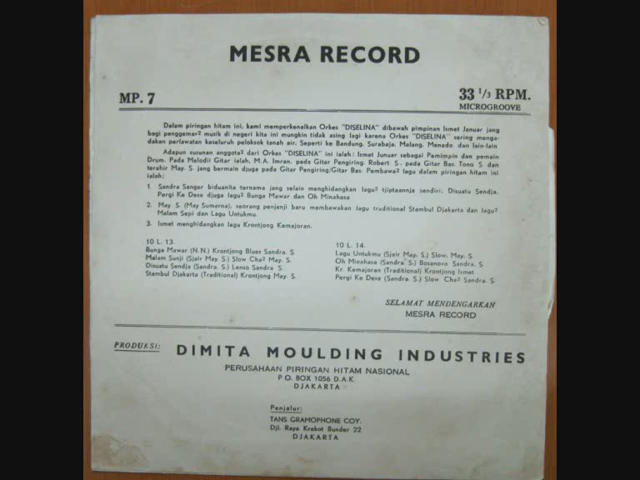 MESRA RECORD
MP. 7
33 1/3 RPM.
MICROGROOVE
Dalam piringan hitam ini, kami memperkenalkan Orkes "DISELINA" dibawah pimpinan Ismet Januar jang
bagi penggemar² musik di negeri kita ini mungkin tidak asing lagi karena Orkes "DISELINA" sering menga-
dakan perlawatan keseluruh pelosok tanah air. Seperti ke Bandung. Surabaja. Malang. Menado. dan lain-lain
Adapun susunan anggota² dari Orkes "DISELINA" ini ialah: Ismet Januar sebagai Pemimpin dan pemain
Drum. Pada Melodi Gitar ialah, M.A. Imran. pada Gitar Pengiring. Robert S.. pada Gitar Bas. Tono S. dan
terahir May S. jang bermain djuga pada Gitar Pengiring/Gitar Bas. Pembawa² lagu dalam piringan hitam ini
ialah:
1. Sandra Sanger biduanita ternama jang selain menghidangkan lagu² tjiptaannja sendiri. Disuatu Sendja.
Pergi Ke Desa djuga lagu² Bunga Mawar dan Oh Minahasa
2. May S. (May Sumarna), seorang penjanji baru membawakan lagu traditional Stambul Djakarta dan lagu²
Malam Sepi dan Lagu Untukmu.
3. Ismet menghidangkan lagu Krontjong Kemajoran.
10 L. 13.
Bunga Mawar (N.N.) Krontjong Blues Sandra. S.
Malam Sunji (Sjair May S.) Slow Cha² May. S.
Disuatu Sendja (Sandra. S.) Lenso Sandra S.
Stambul Djakarta (Traditional) Krontjong May. S.
10 L. 14.
Lagu Untukmu (Sjair May. S.) Slow. May. S.
Oh Minahasa (Sandra S.) Bosanova Sandra. S.
Kr. Kemajoran (Traditional) Krontjong Ismet
Pergi Ke Desa (Sandra. S.) Slow Cha² Sandra. S.
SELAMAT MENDENGARKAN
MESRA RECORD
PRODUKSI: DIMITA MOULDING INDUSTRIES
PERUSAHAAN PIRINGAN HITAM NASIONAL
P.O. BOX 1056 D.A.K.
DJAKARTA
Penjalur:
TANS GRAMOPHONE COY.
Djl. Raya Krekot Bunder 22
DJAKARTA